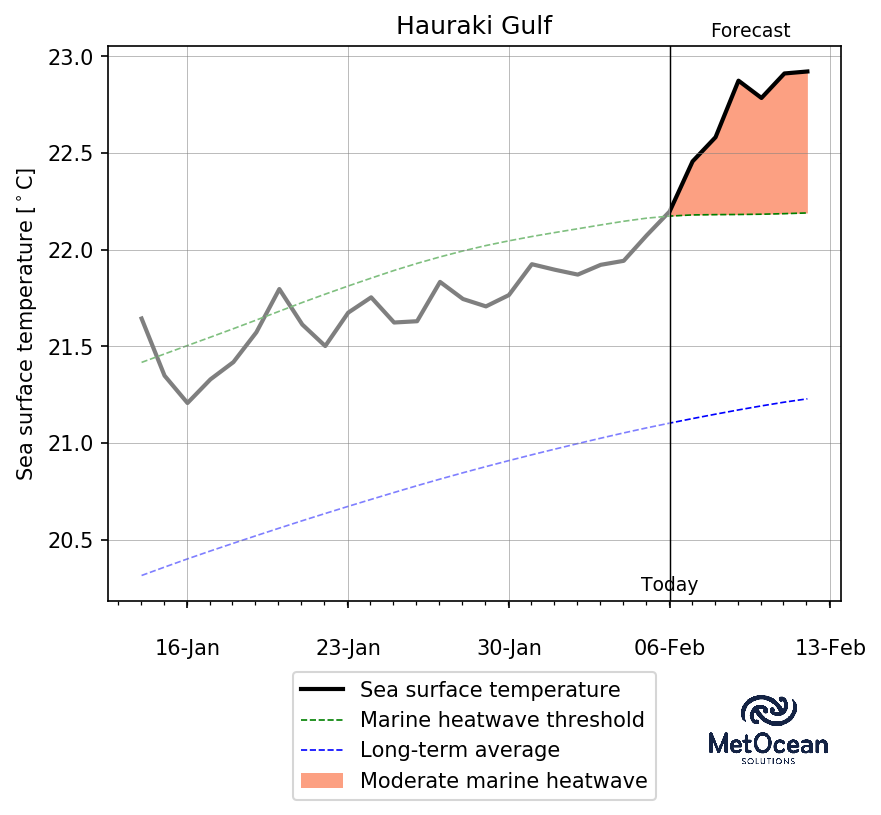 Hauraki Gulf
Forecast
23.0
22.5
22.0
21.5
21.0
20.5
Sea surface temperature [°C]
Today
16-Jan 23-Jan 30-Jan 06-Feb 13-Feb
Sea surface temperature
Marine heatwave threshold
Long-term average
Moderate marine heatwave
MetOcean
SOLUTIONS